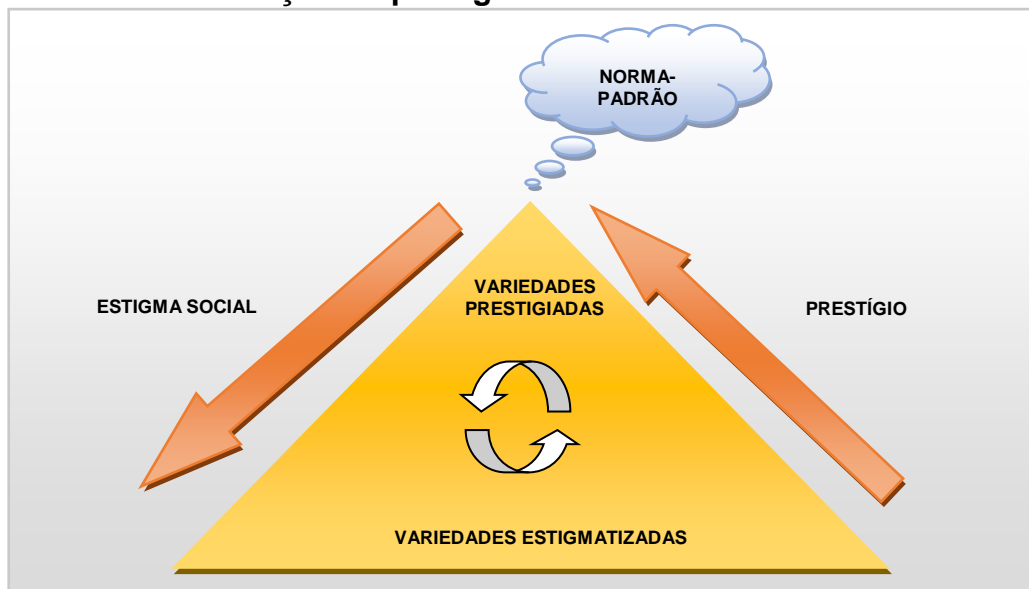 NORMA-
PADRÃO
VARIEDADES
PRESTIGIADAS
ESTIGMA SOCIAL
PRESTÍGIO
VARIEDADES ESTIGMATIZADAS